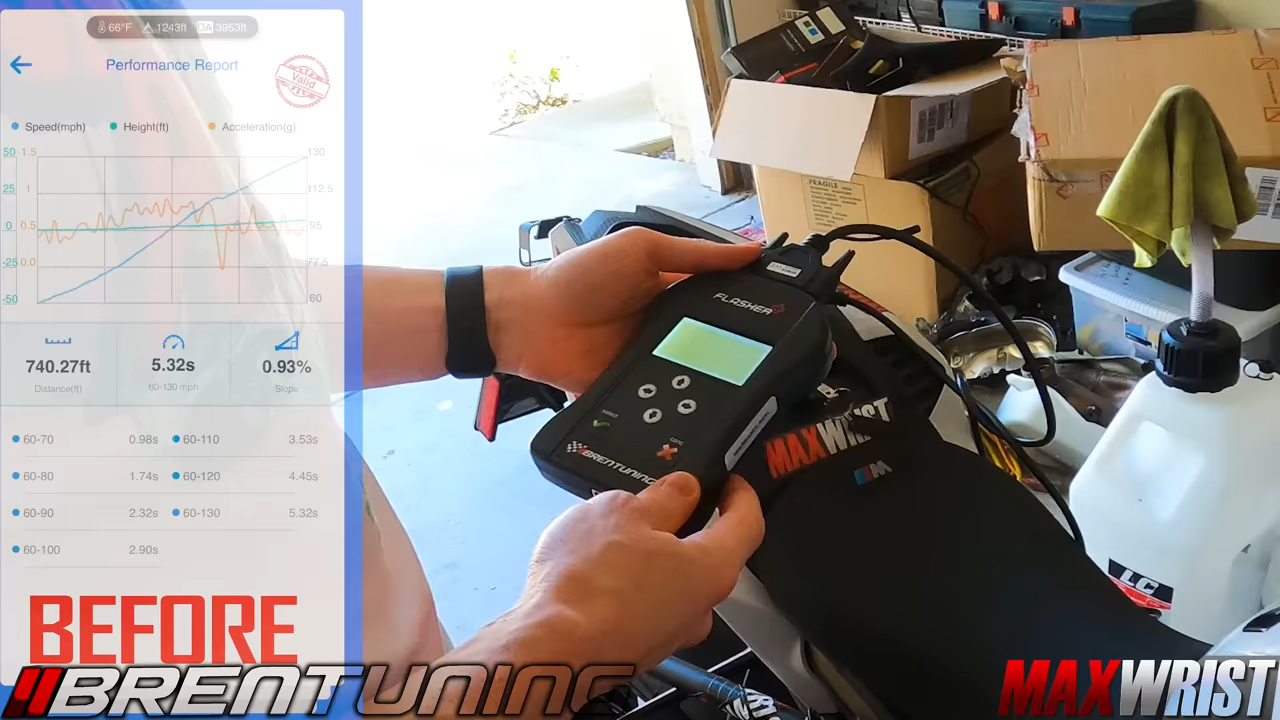 66°F 1243ft DA 3953ft
Performance Report
Valid
Speed(mph) Height(ft) Acceleration(g)
50 1.5 130
25 1 112.5
0 0.5 95
-25 0.0 77.5
-50 60
740.27ft 5.32s 0.93%
Distance(ft) 60-130 mph Slope
60-70 0.98s 60-110 3.53s
60-80 1.74s 60-120 4.45s
60-90 2.32s 60-130 5.32s
60-100 2.90s
BEFORE
BRENTUNING
FLASHER
BRENTUNING
MAXWRIST
M
FRAGILE
LC
MAXWRIST